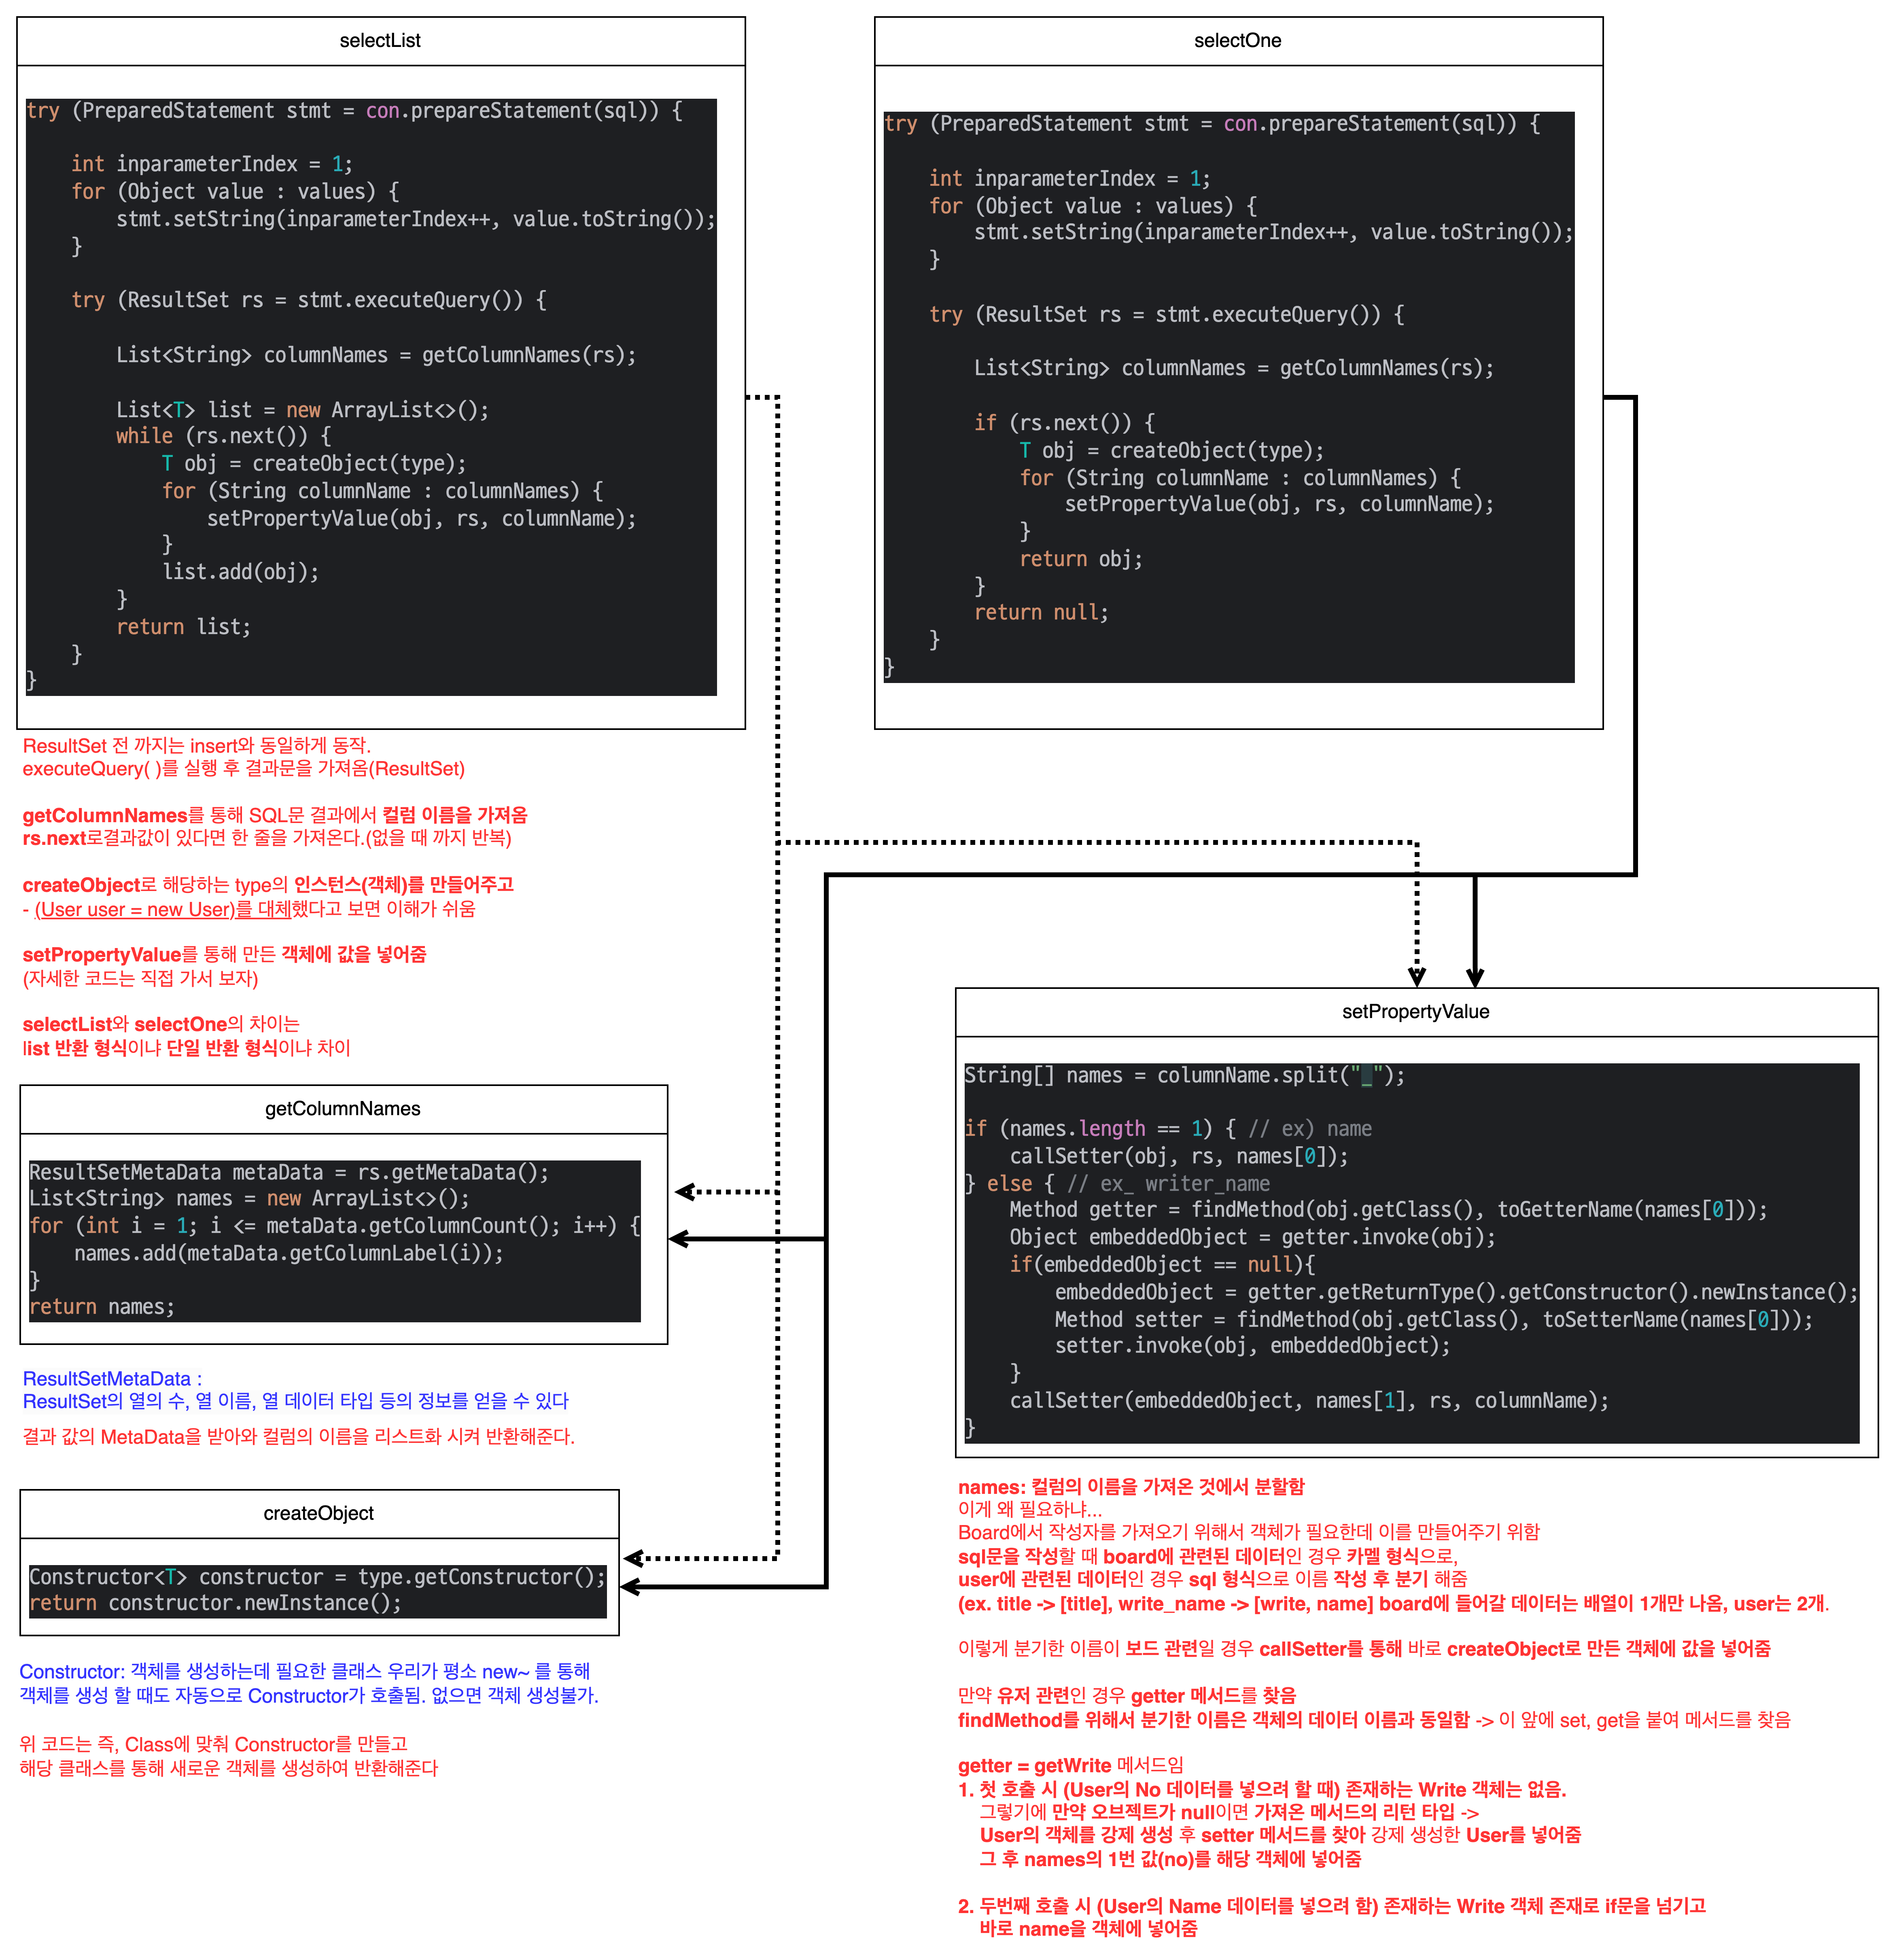 selectList
try (PreparedStatement stmt = con.prepareStatement(sql)) {
int inparameterIndex = 1;
for (Object value : values) {
stmt.setString(inparameterIndex++, value.toString());
}
try (ResultSet rs = stmt.executeQuery()) {
List<String> columnNames = getColumnNames(rs);
List<T> list = new ArrayList<>();
while (rs.next()) {
T obj = createObject(type);
for (String columnName : columnNames) {
setPropertyValue(obj, rs, columnName);
}
list.add(obj);
}
return list;
}
}
ResultSet 전 까지는 insert와 동일하게 동작.
executeQuery( )를 실행 후 결과문을 가져옴(ResultSet)
getColumnNames를 통해 SQL문 결과에서 컬럼 이름을 가져옴
rs.next로결과값이 있다면 한 줄을 가져온다.(없을 때 까지 반복)
createObject로 해당하는 type의 인스턴스(객체)를 만들어주고
- (User user = new User)를 대체했다고 보면 이해가 쉬움
setPropertyValue를 통해 만든 객체에 값을 넣어줌
(자세한 코드는 직접 가서 보자)
selectList와 selectOne의 차이는
list 반환 형식이냐 단일 반환 형식이냐 차이
selectOne
try (PreparedStatement stmt = con.prepareStatement(sql)) {
int inparameterIndex = 1;
for (Object value : values) {
stmt.setString(inparameterIndex++, value.toString());
}
try (ResultSet rs = stmt.executeQuery()) {
List<String> columnNames = getColumnNames(rs);
if (rs.next()) {
T obj = createObject(type);
for (String columnName : columnNames) {
setPropertyValue(obj, rs, columnName);
}
return obj;
}
return null;
}
}
getColumnNames
ResultSetMetaData metaData = rs.getMetaData();
List<String> names = new ArrayList<>();
for (int i = 1; i <= metaData.getColumnCount(); i++) {
names.add(metaData.getColumnLabel(i));
}
return names;
ResultSetMetaData :
ResultSet의 열의 수, 열 이름, 열 데이터 타입 등의 정보를 얻을 수 있다
결과 값의 MetaData을 받아와 컬럼의 이름을 리스트화 시켜 반환해준다.
createObject
Constructor<T> constructor = type.getConstructor();
return constructor.newInstance();
Constructor: 객체를 생성하는데 필요한 클래스 우리가 평소 new~ 를 통해
객체를 생성 할 때도 자동으로 Constructor가 호출됨. 없으면 객체 생성불가.
위 코드는 즉, Class에 맞춰 Constructor를 만들고
해당 클래스를 통해 새로운 객체를 생성하여 반환해준다
setPropertyValue
String[] names = columnName.split("_");
if (names.length == 1) { // ex) name
callSetter(obj, rs, names[0]);
} else { // ex_ writer_name
Method getter = findMethod(obj.getClass(), toGetterName(names[0]));
Object embeddedObject = getter.invoke(obj);
if(embeddedObject == null){
embeddedObject = getter.getReturnType().getConstructor().newInstance();
Method setter = findMethod(obj.getClass(), toSetterName(names[0]));
setter.invoke(obj, embeddedObject);
}
callSetter(embeddedObject, names[1], rs, columnName);
}
names: 컬럼의 이름을 가져온 것에서 분할함
이게 왜 필요하냐...
Board에서 작성자를 가져오기 위해서 객체가 필요한데 이를 만들어주기 위함
sql문을 작성할 때 board에 관련된 데이터인 경우 카멜 형식으로,
user에 관련된 데이터인 경우 sql 형식으로 이름 작성 후 분기 해줌
(ex. title -> [title], write_name -> [write, name] board에 들어갈 데이터는 배열이 1개만 나옴, user는 2개.
이렇게 분기한 이름이 보드 관련일 경우 callSetter를 통해 바로 createObject로 만든 객체에 값을 넣어줌
만약 유저 관련인 경우 getter 메서드를 찾음
findMethod를 위해서 분기한 이름은 객체의 데이터 이름과 동일함 -> 이 앞에 set, get을 붙여 메서드를 찾음
getter = getWrite 메서드임
1. 첫 호출 시 (User의 No 데이터를 넣으려 할 때) 존재하는 Write 객체는 없음.
그렇기에 만약 오브젝트가 null이면 가져온 메서드의 리턴 타입 ->
User의 객체를 강제 생성 후 setter 메서드를 찾아 강제 생성한 User를 넣어줌
그 후 names의 1번 값(no)를 해당 객체에 넣어줌
2. 두번째 호출 시 (User의 Name 데이터를 넣으려 함) 존재하는 Write 객체 존재로 if문을 넘기고
바로 name을 객체에 넣어줌